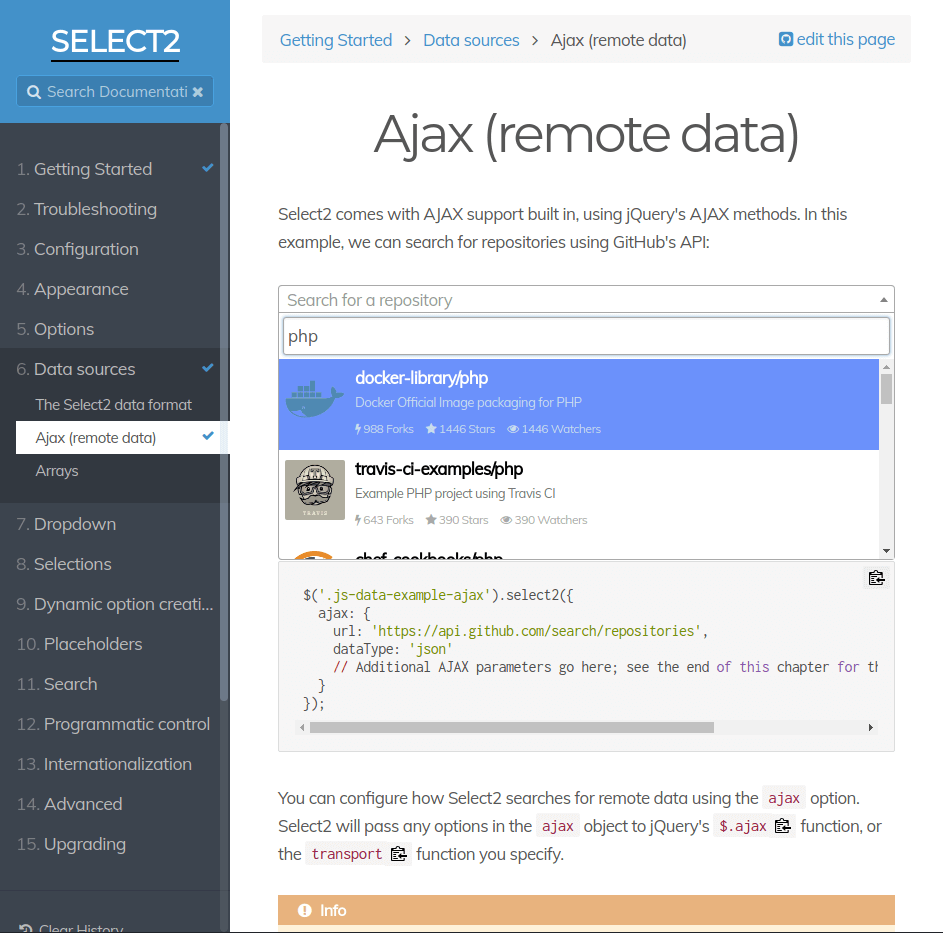 SELECT2
Search Documentati
1. Getting Started
2. Troubleshooting
3. Configuration
4. Appearance
5. Options
6. Data sources
The Select2 data format
Ajax (remote data)
Arrays
7. Dropdown
8. Selections
9. Dynamic option creati...
10. Placeholders
11. Search
12. Programmatic control
13. Internationalization
14. Advanced
15. Upgrading
Clear History
Getting Started > Data sources > Ajax (remote data)
edit this page
Ajax (remote data)
Select2 comes with AJAX support built in, using jQuery's AJAX methods. In this
example, we can search for repositories using GitHub's API:
Search for a repository
php
docker-library/php
Docker Official Image packaging for PHP
988 Forks 1446 Stars 1446 Watchers
TRAVIS
travis-ci-examples/php
Example PHP project using Travis CI
643 Forks 390 Stars 390 Watchers
chef-cookbooks/php
$('.js-data-example-ajax').select2({
ajax: {
url: 'https://api.github.com/search/repositories',
dataType: 'json'
// Additional AJAX parameters go here; see the end of this chapter for th
}
});
You can configure how Select2 searches for remote data using the ajax option.
Select2 will pass any options in the ajax object to jQuery's $.ajax function, or
the transport function you specify.
Info